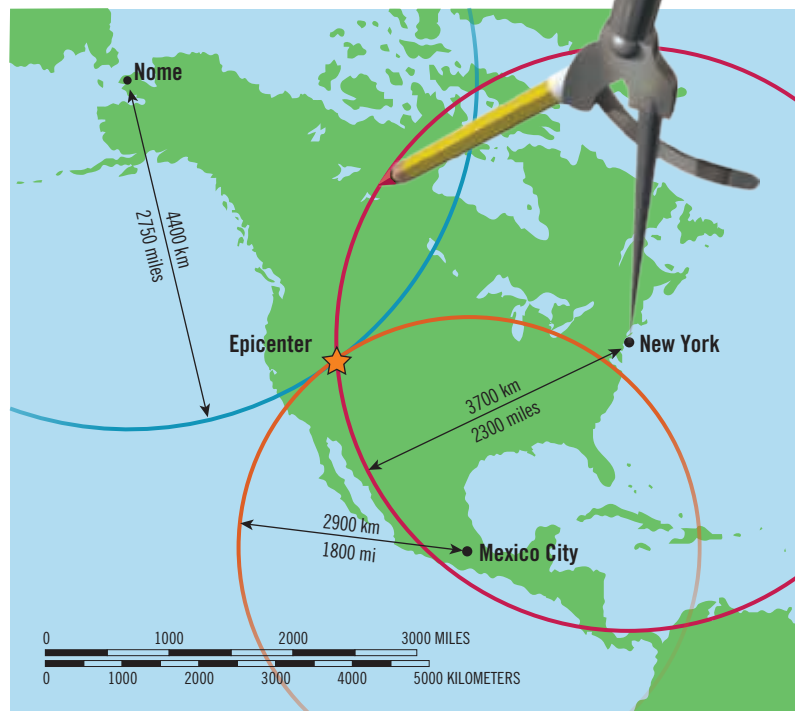 Nome
4400 km
2750 miles
Epicenter
New York
3700 km
2300 miles
2900 km
1800 mi
Mexico City
0 1000 2000 3000 MILES
0 1000 2000 3000 4000 5000 KILOMETERS